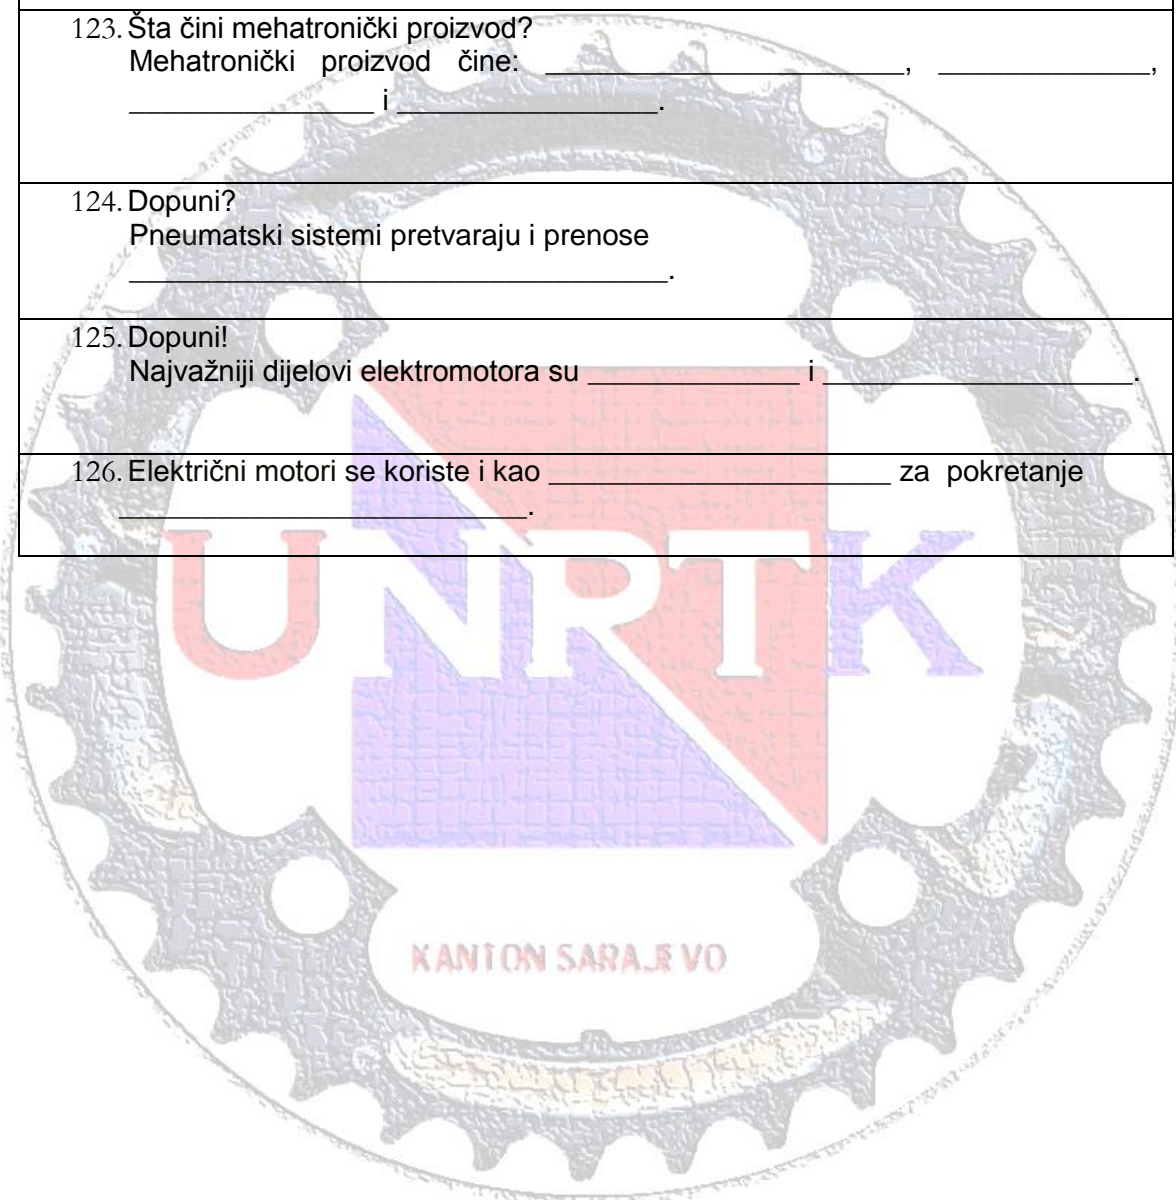 123. Šta čini mehatronički proizvod?
Mehatronički proizvod čine: ______________________, _____________,
_______________ i ________________.
124. Dopuni?
Pneumatski sistemi pretvaraju i prenose
_________________________________.
125. Dopuni!
Najvažniji dijelovi elektromotora su _____________ i ___________________.
126. Električni motori se koriste i kao _____________________ za pokretanje
_________________________.
UNRTK
KANTON SARAJEVO